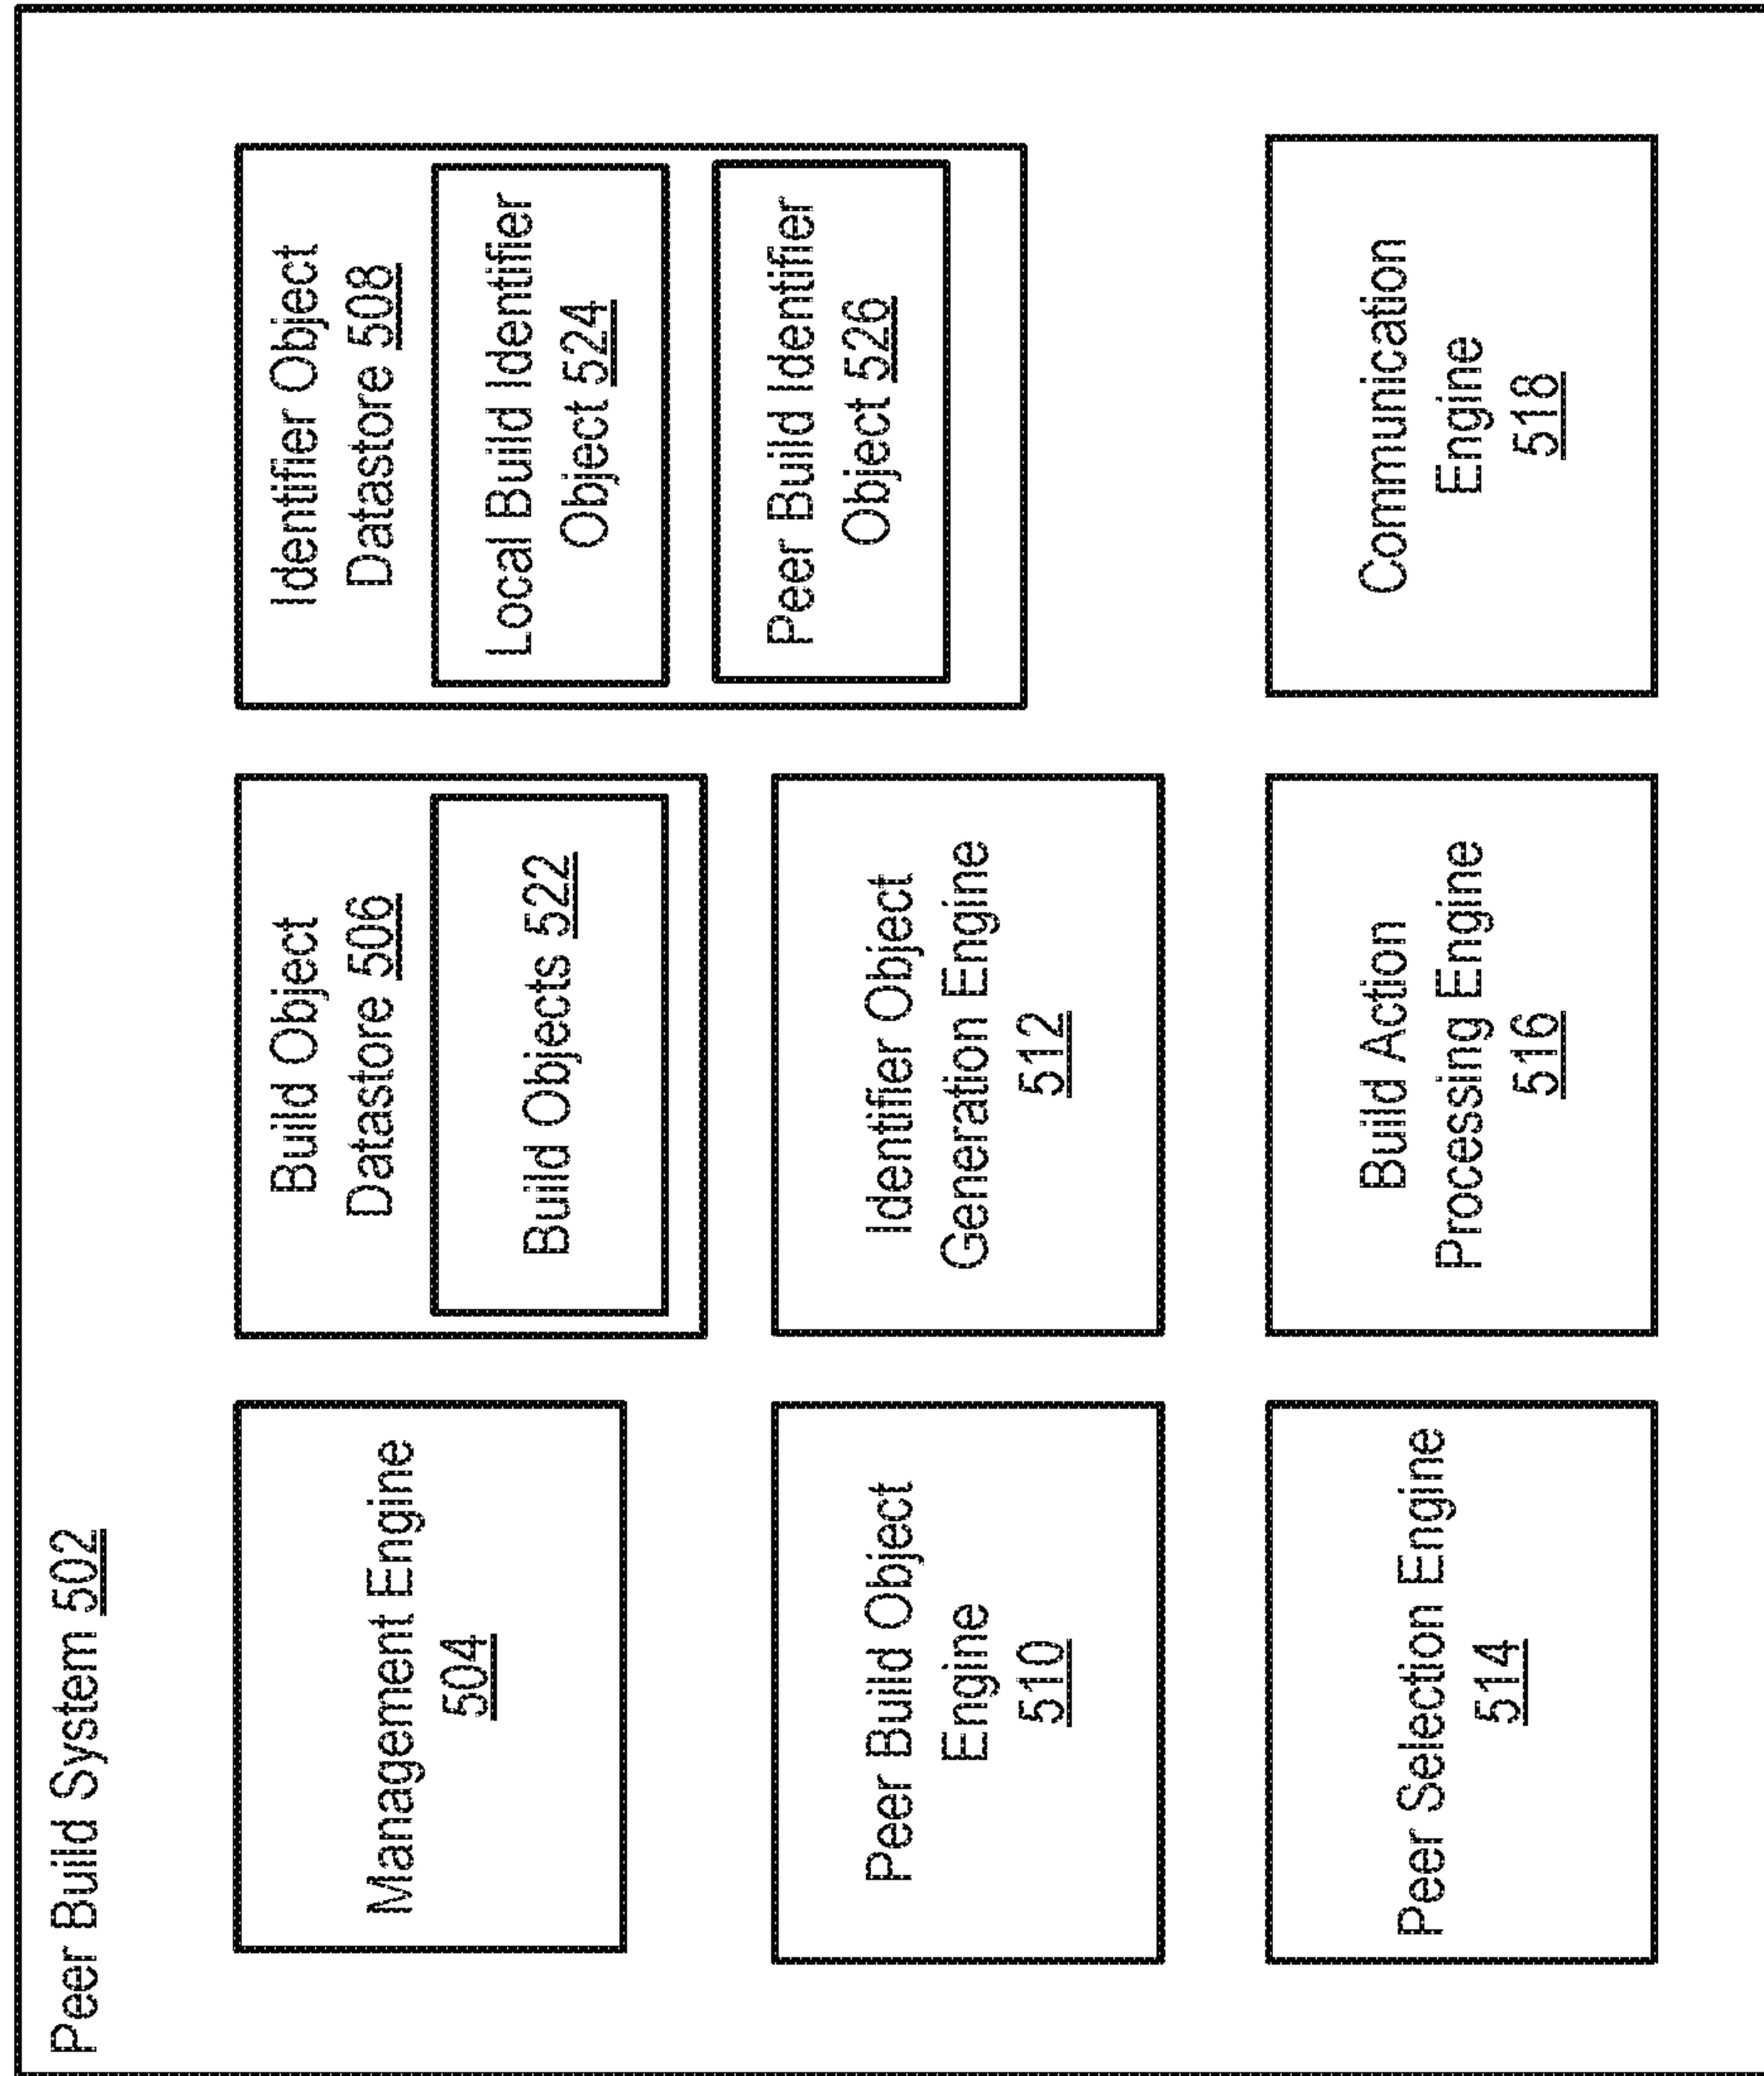 Peer Build System 502
Management Engine
504
Build Object
Datastore 506
Build Objects 522
Identifier Object
Datastore 508
Local Build Identifier
Object 524
Peer Build Identifier
Object 526
Peer Build Object
Engine
510
Identifier Object
Generation Engine
512
Peer Selection Engine
514
Build Action
Processing Engine
516
Communication
Engine
518